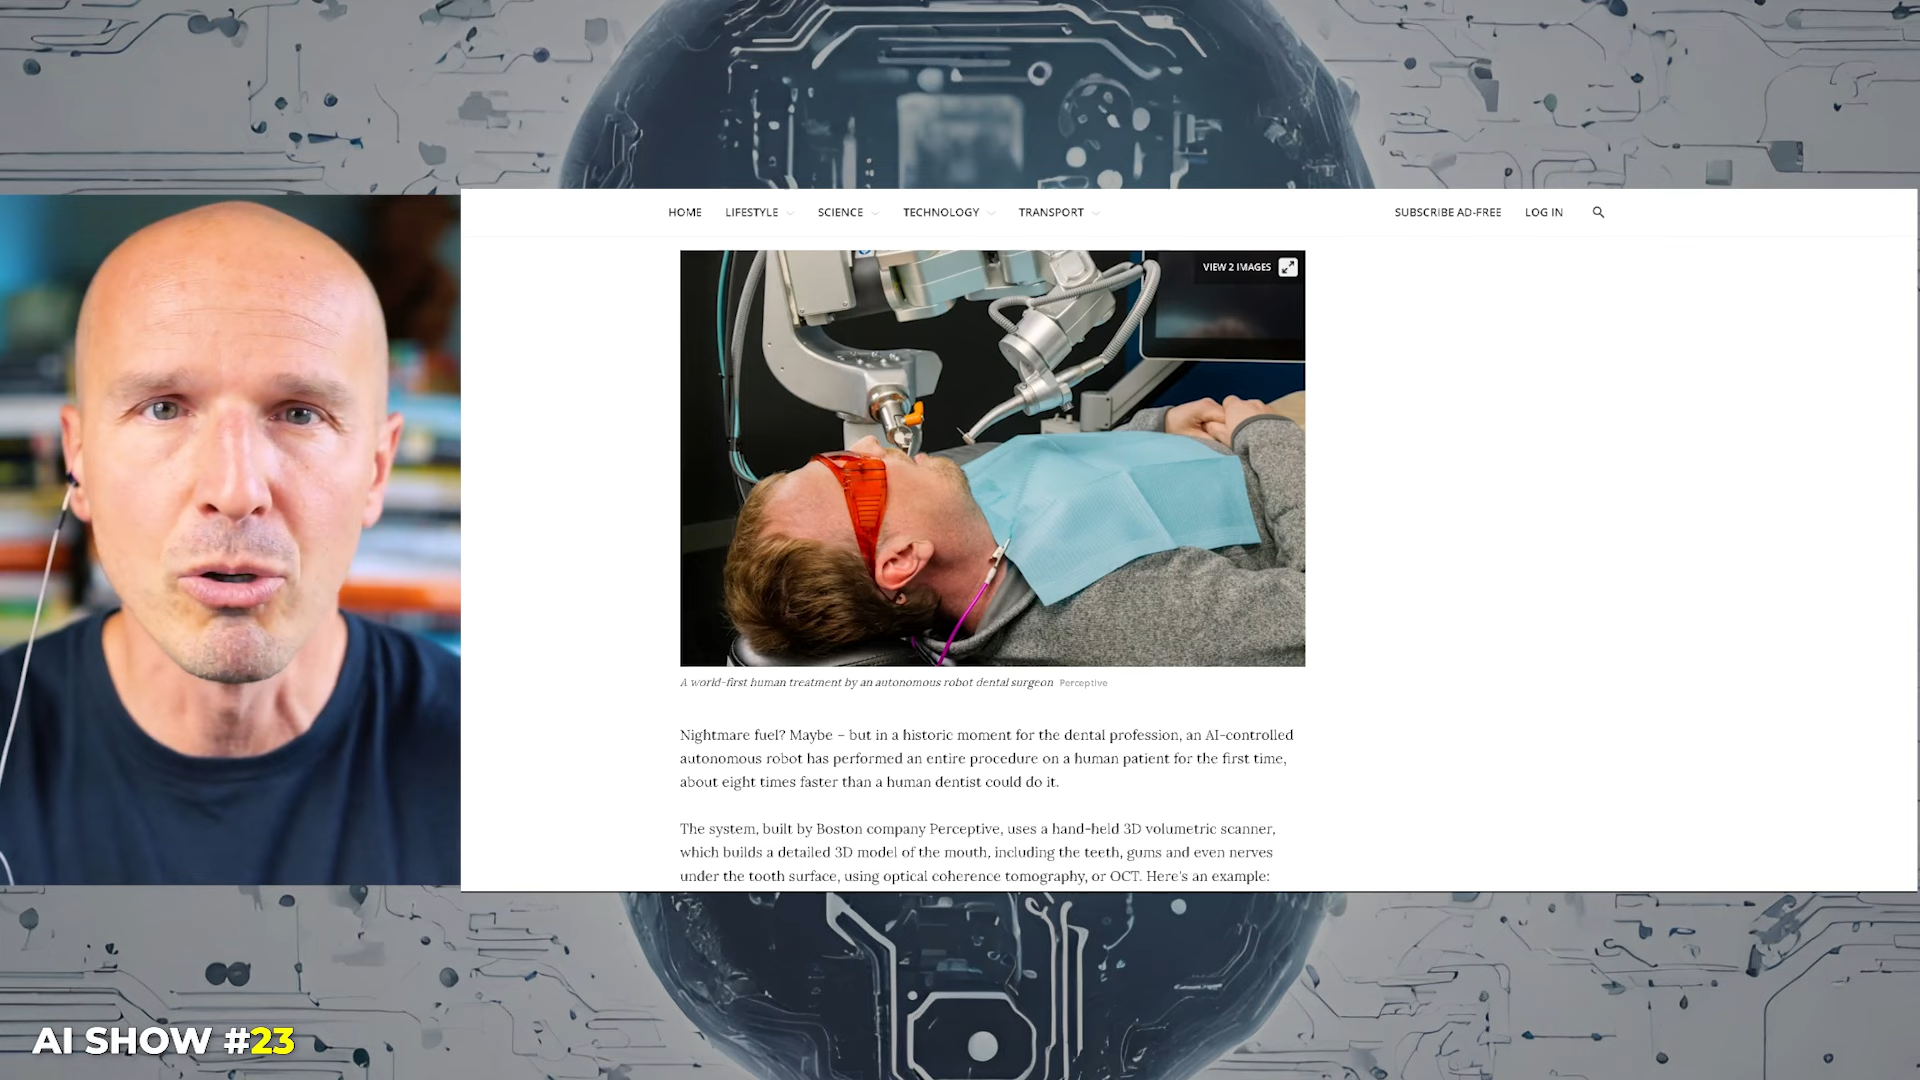 HOME LIFESTYLE SCIENCE TECHNOLOGY TRANSPORT SUBSCRIBE AD-FREE LOG IN
VIEW 2 IMAGES
A world-first human treatment by an autonomous robot dental surgeon Perceptive
Nightmare fuel? Maybe – but in a historic moment for the dental profession, an AI-controlled
autonomous robot has performed an entire procedure on a human patient for the first time,
about eight times faster than a human dentist could do it.
The system, built by Boston company Perceptive, uses a hand-held 3D volumetric scanner,
which builds a detailed 3D model of the mouth, including the teeth, gums and even nerves
under the tooth surface, using optical coherence tomography, or OCT. Here's an example:
AI SHOW #23